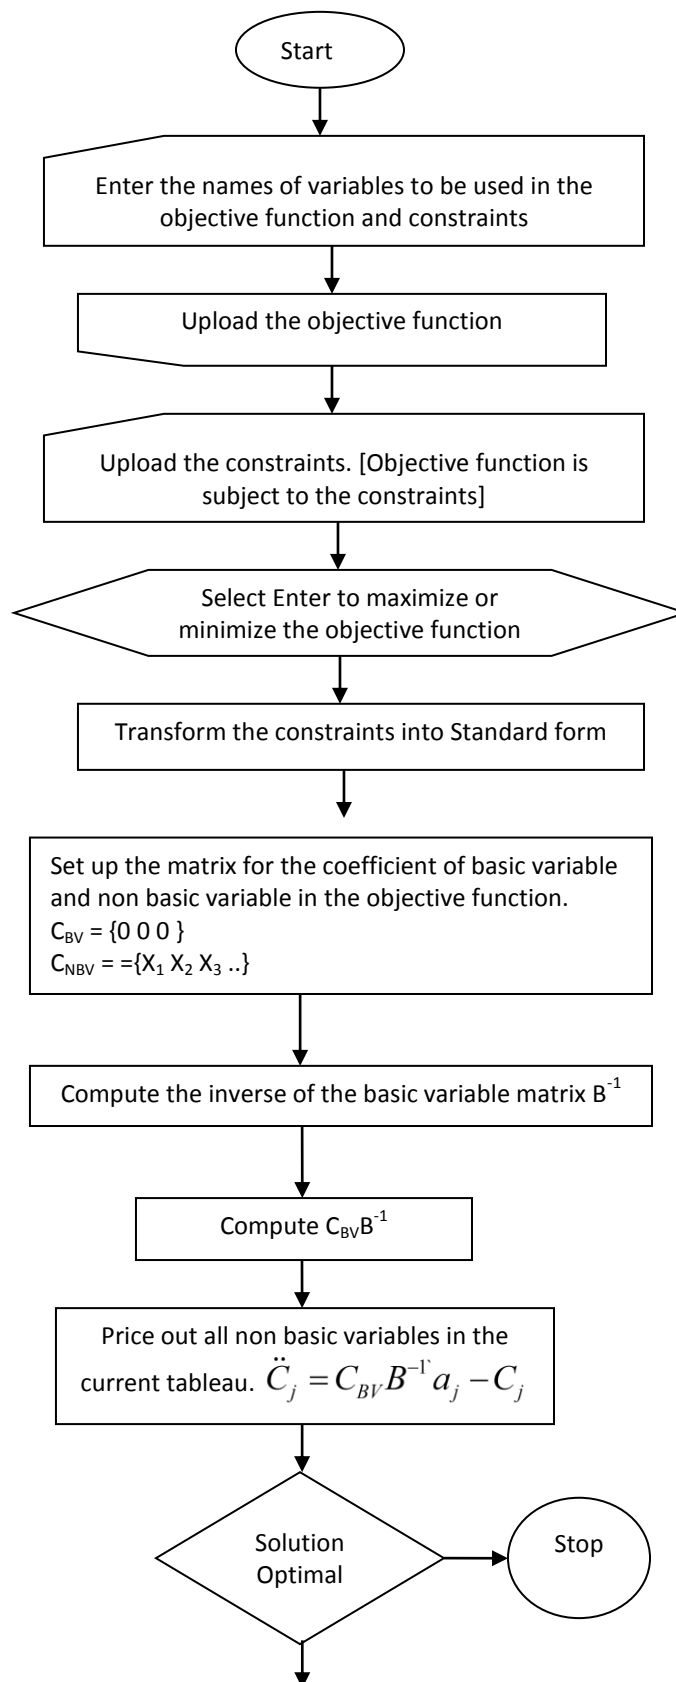 Start
Enter the names of variables to be used in the
objective function and constraints
Upload the objective function
Upload the constraints. [Objective function is
subject to the constraints]
Select Enter to maximize or
minimize the objective function
Transform the constraints into Standard form
Set up the matrix for the coefficient of basic variable
and non basic variable in the objective function.
C_BV = {0 0 0 }
C_NBV = ={X_1 X_2 X_3 ..}
Compute the inverse of the basic variable matrix B^-1
Compute C_BV B^-1
Price out all non basic variables in the
current tableau. C̈_j = C_BV B^-1` a_j − C_j
Solution
Optimal
Stop